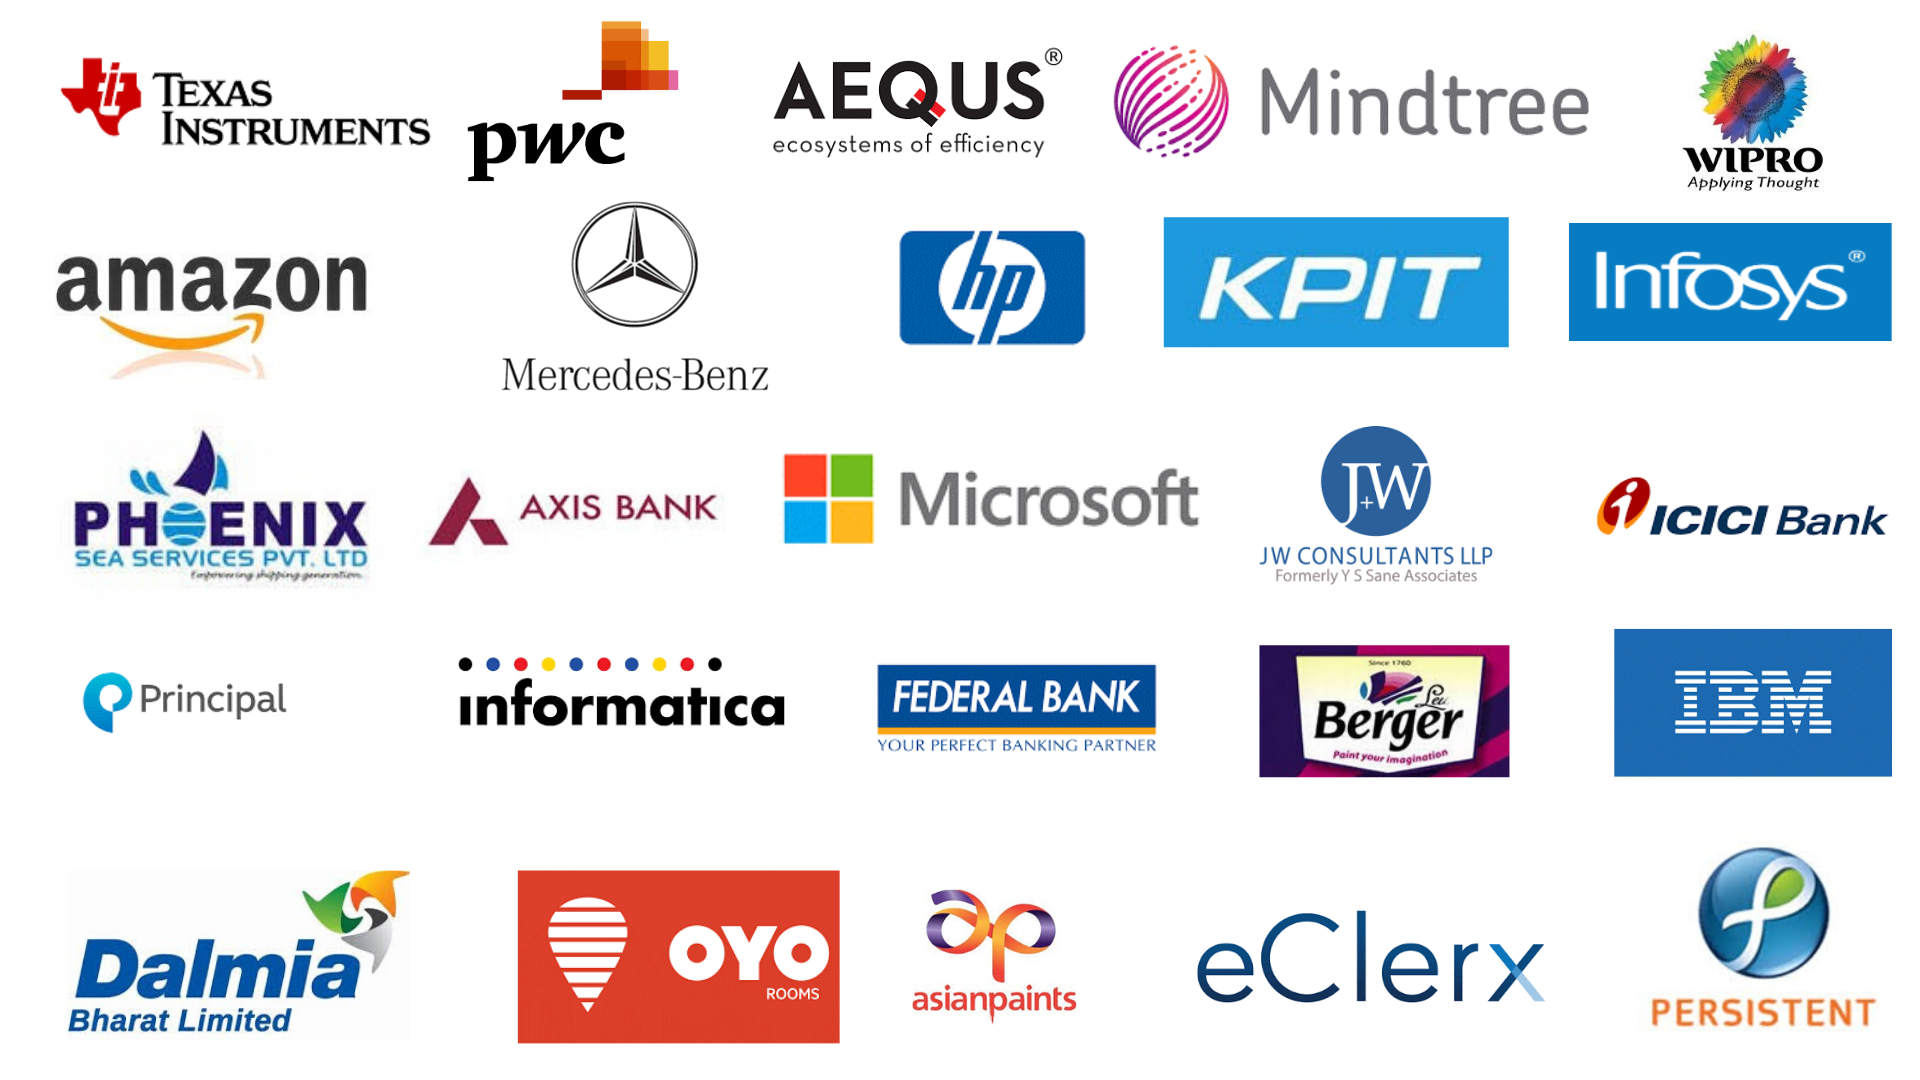 TEXAS
INSTRUMENTS
pwc
AEQUS®
ecosystems of efficiency
Mindtree
WIPRO
Applying Thought
amazon
Mercedes-Benz
hp
KPIT
Infosys®
PHOENIX
SEA SERVICES PVT. LTD
Empowering shipping generation
AXIS BANK
Microsoft
J+W
JW CONSULTANTS LLP
Formerly Y S Sane Associates
i ICICI Bank
Principal
informatica
FEDERAL BANK
YOUR PERFECT BANKING PARTNER
Since 1760
Lewis
Berger
Paint your imagination
IBM
Dalmia
Bharat Limited
OYO
ROOMS
ap
asianpaints
eClerx
PERSISTENT